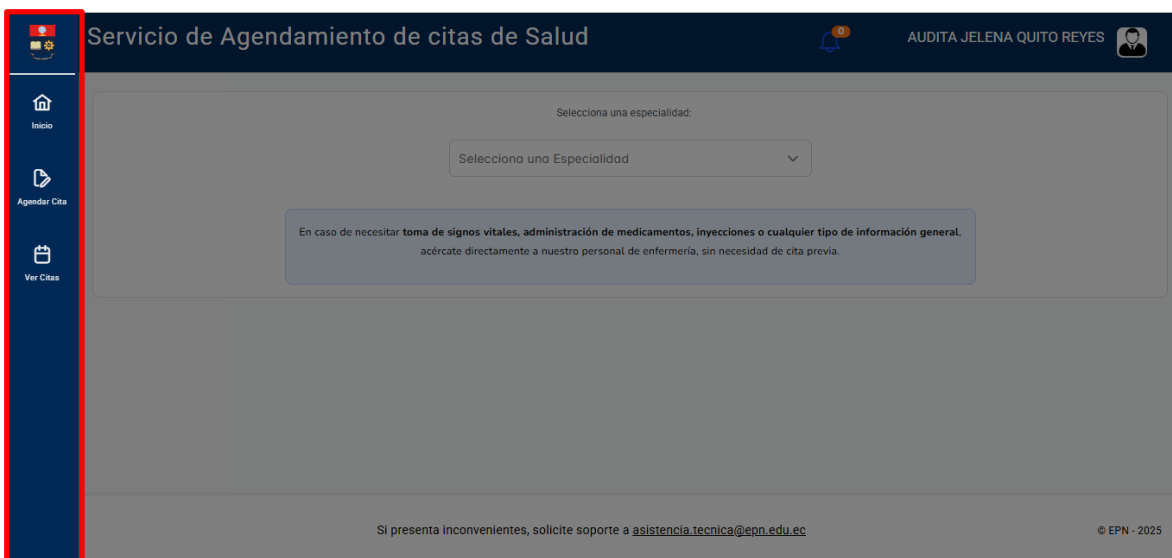 Servicio de Agendamiento de citas de Salud
0
AUDITA JELENA QUITO REYES
Inicio
Agendar Cita
Ver Citas
Selecciona una especialidad:
Selecciona una Especialidad
En caso de necesitar toma de signos vitales, administración de medicamentos, inyecciones o cualquier tipo de información general,
acércate directamente a nuestro personal de enfermería, sin necesidad de cita previa.
Si presenta inconvenientes, solicite soporte a asistencia.tecnica@epn.edu.ec
© EPN - 2025